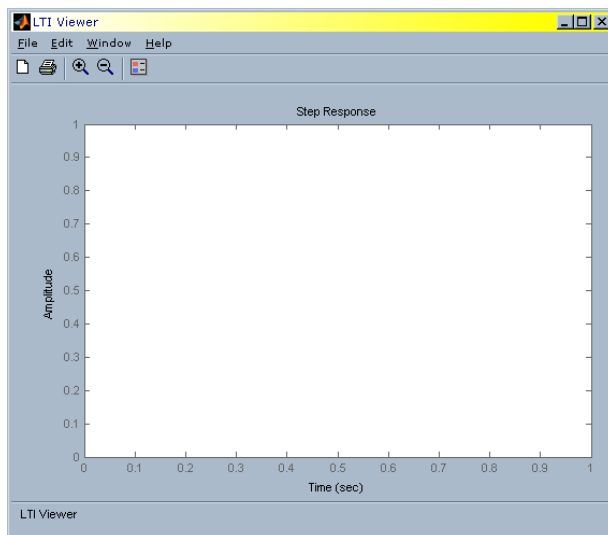 LTI Viewer
File Edit Window Help
Step Response
1
0.9
0.8
0.7
0.6
0.5
0.4
0.3
0.2
0.1
0
Amplitude
0 0.1 0.2 0.3 0.4 0.5 0.6 0.7 0.8 0.9 1
Time (sec)
LTI Viewer